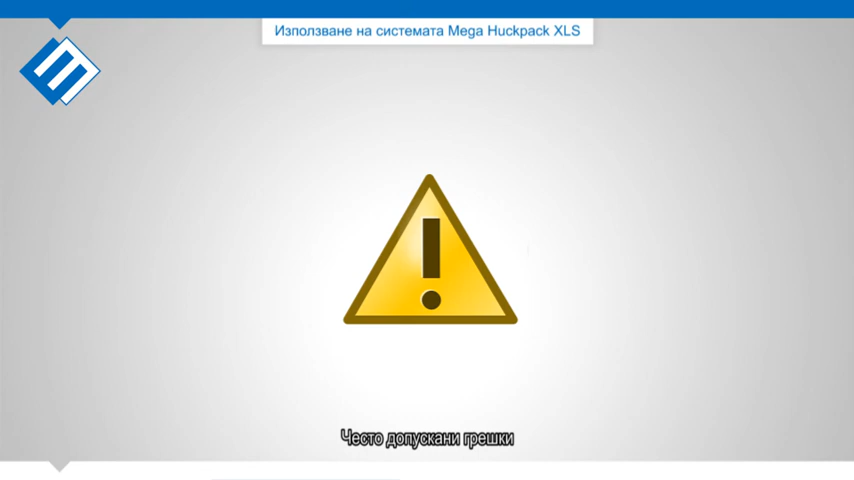 Използване на системата Mega Huckpack XLS
Често допускани грешки